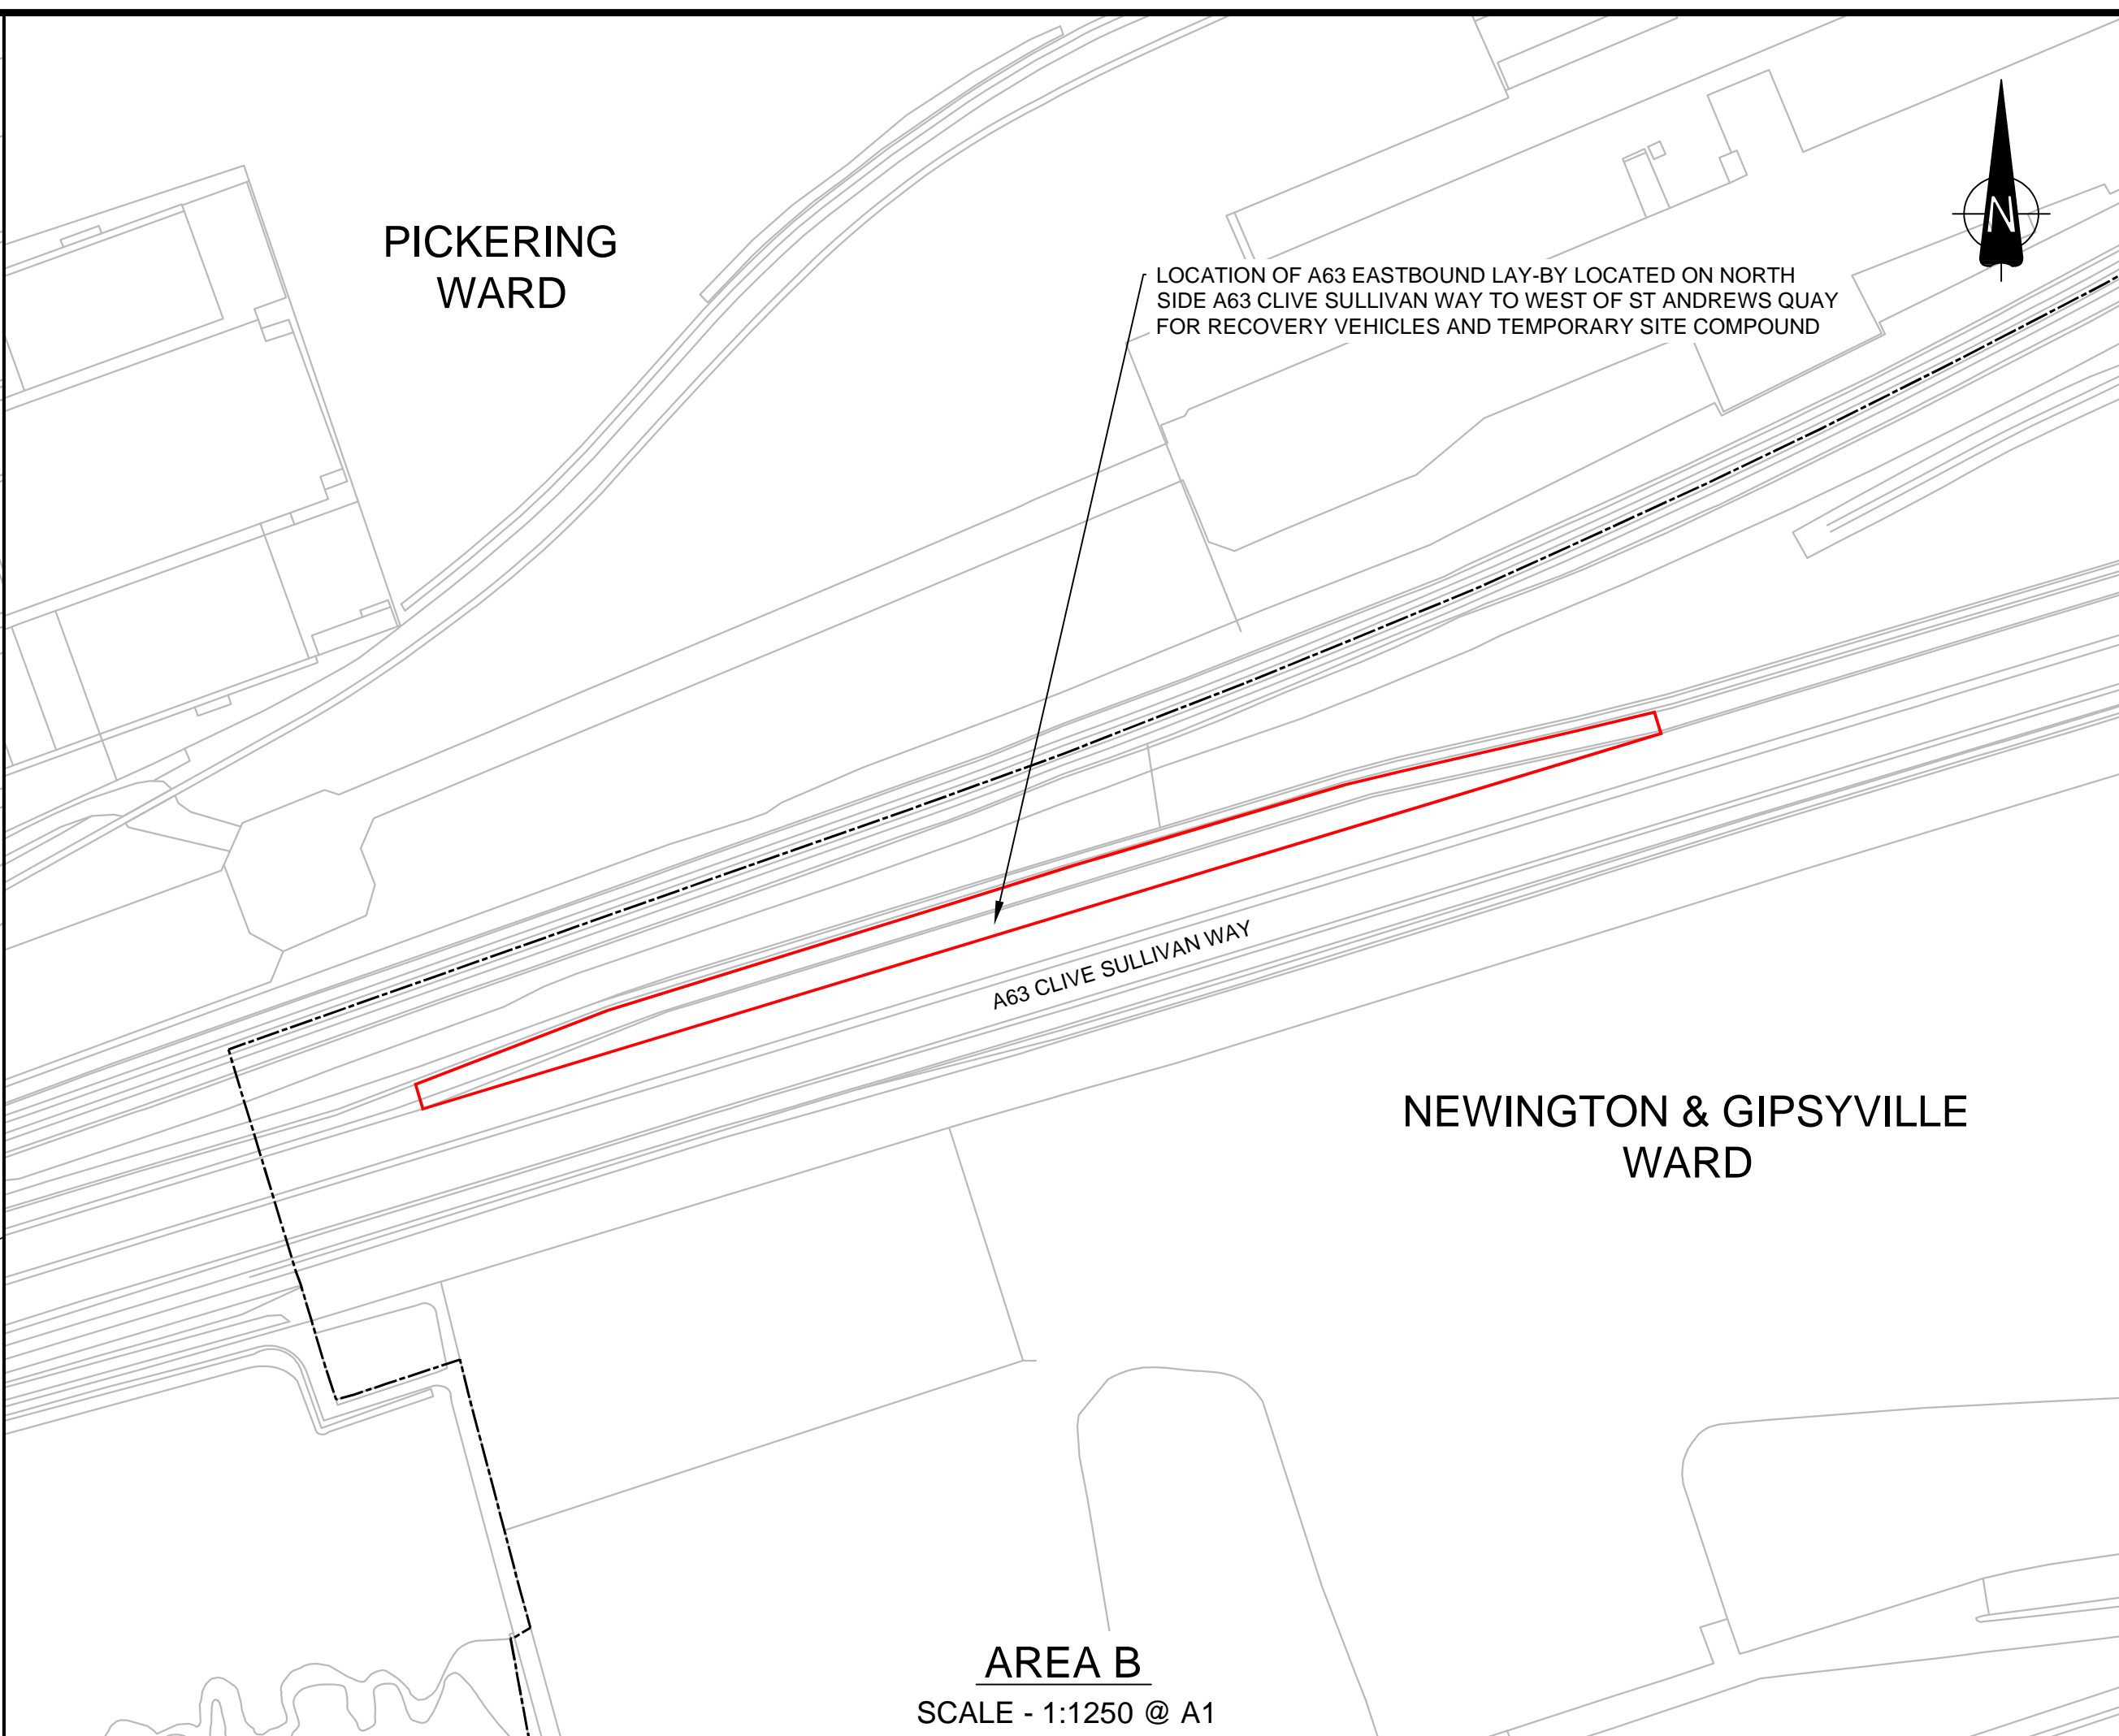 PICKERING
WARD
N
LOCATION OF A63 EASTBOUND LAY-BY LOCATED ON NORTH
SIDE A63 CLIVE SULLIVAN WAY TO WEST OF ST ANDREWS QUAY
FOR RECOVERY VEHICLES AND TEMPORARY SITE COMPOUND
A63 CLIVE SULLIVAN WAY
NEWINGTON & GIPSYVILLE
WARD
AREA B
SCALE - 1:1250 @ A1